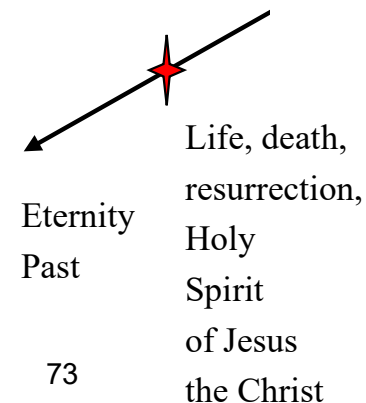 Eternity
Past
Life, death,
resurrection,
Holy
Spirit
of Jesus
the Christ
73